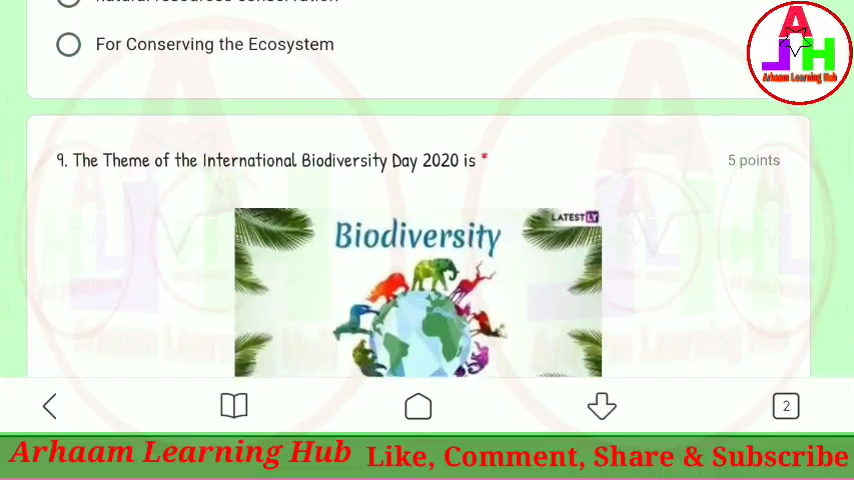 For Conserving the Ecosystem
A
J H
Arhaam Learning Hub
9. The Theme of the International Biodiversity Day 2020 is *
5 points
LATESTLY
Biodiversity
2
Arhaam Learning Hub Like, Comment, Share & Subscribe